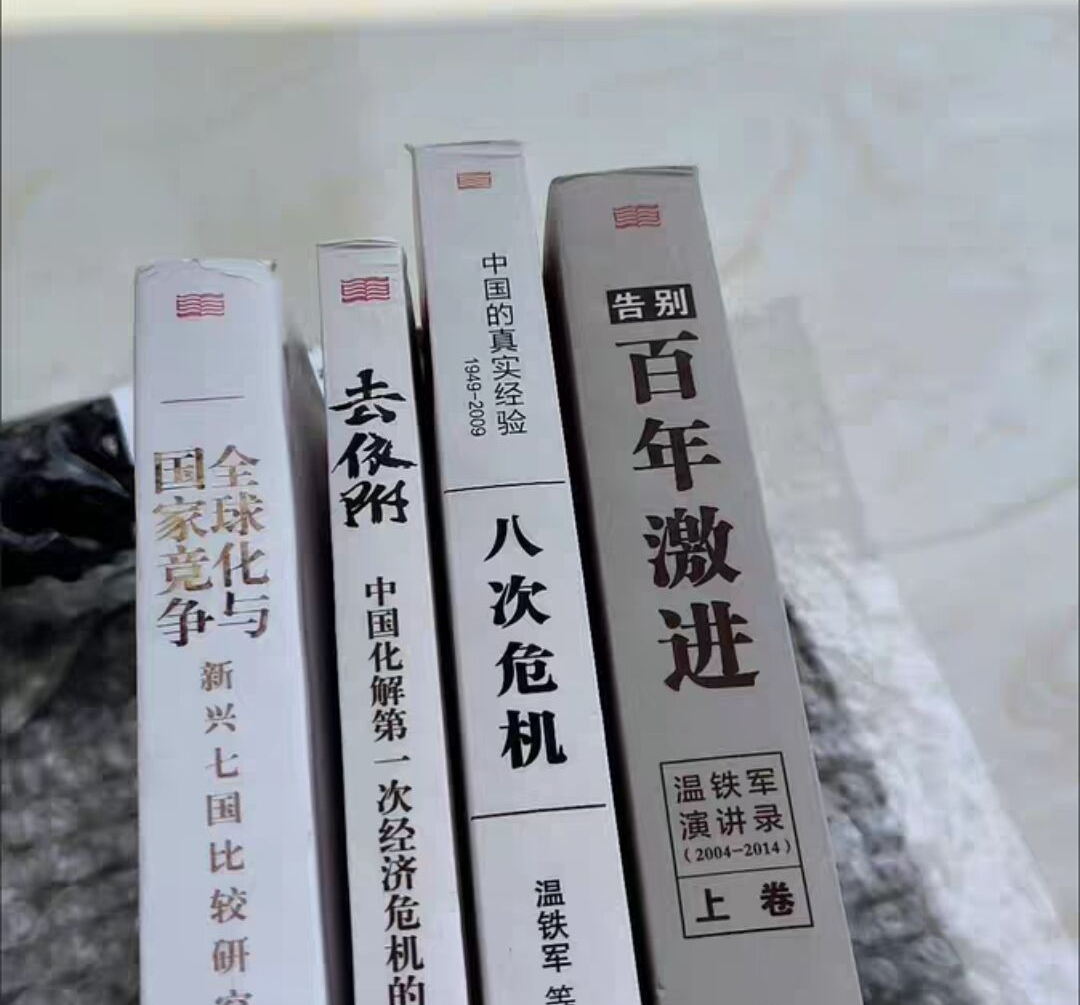 全球化与
国家竞争
新兴七国比较研
去依附
中国化解第一次经济危机的
中国的真实经验
1949-2009
八次危机
温铁军 等
告别
百年激进
温铁军
演讲录
(2004-2014)
上卷